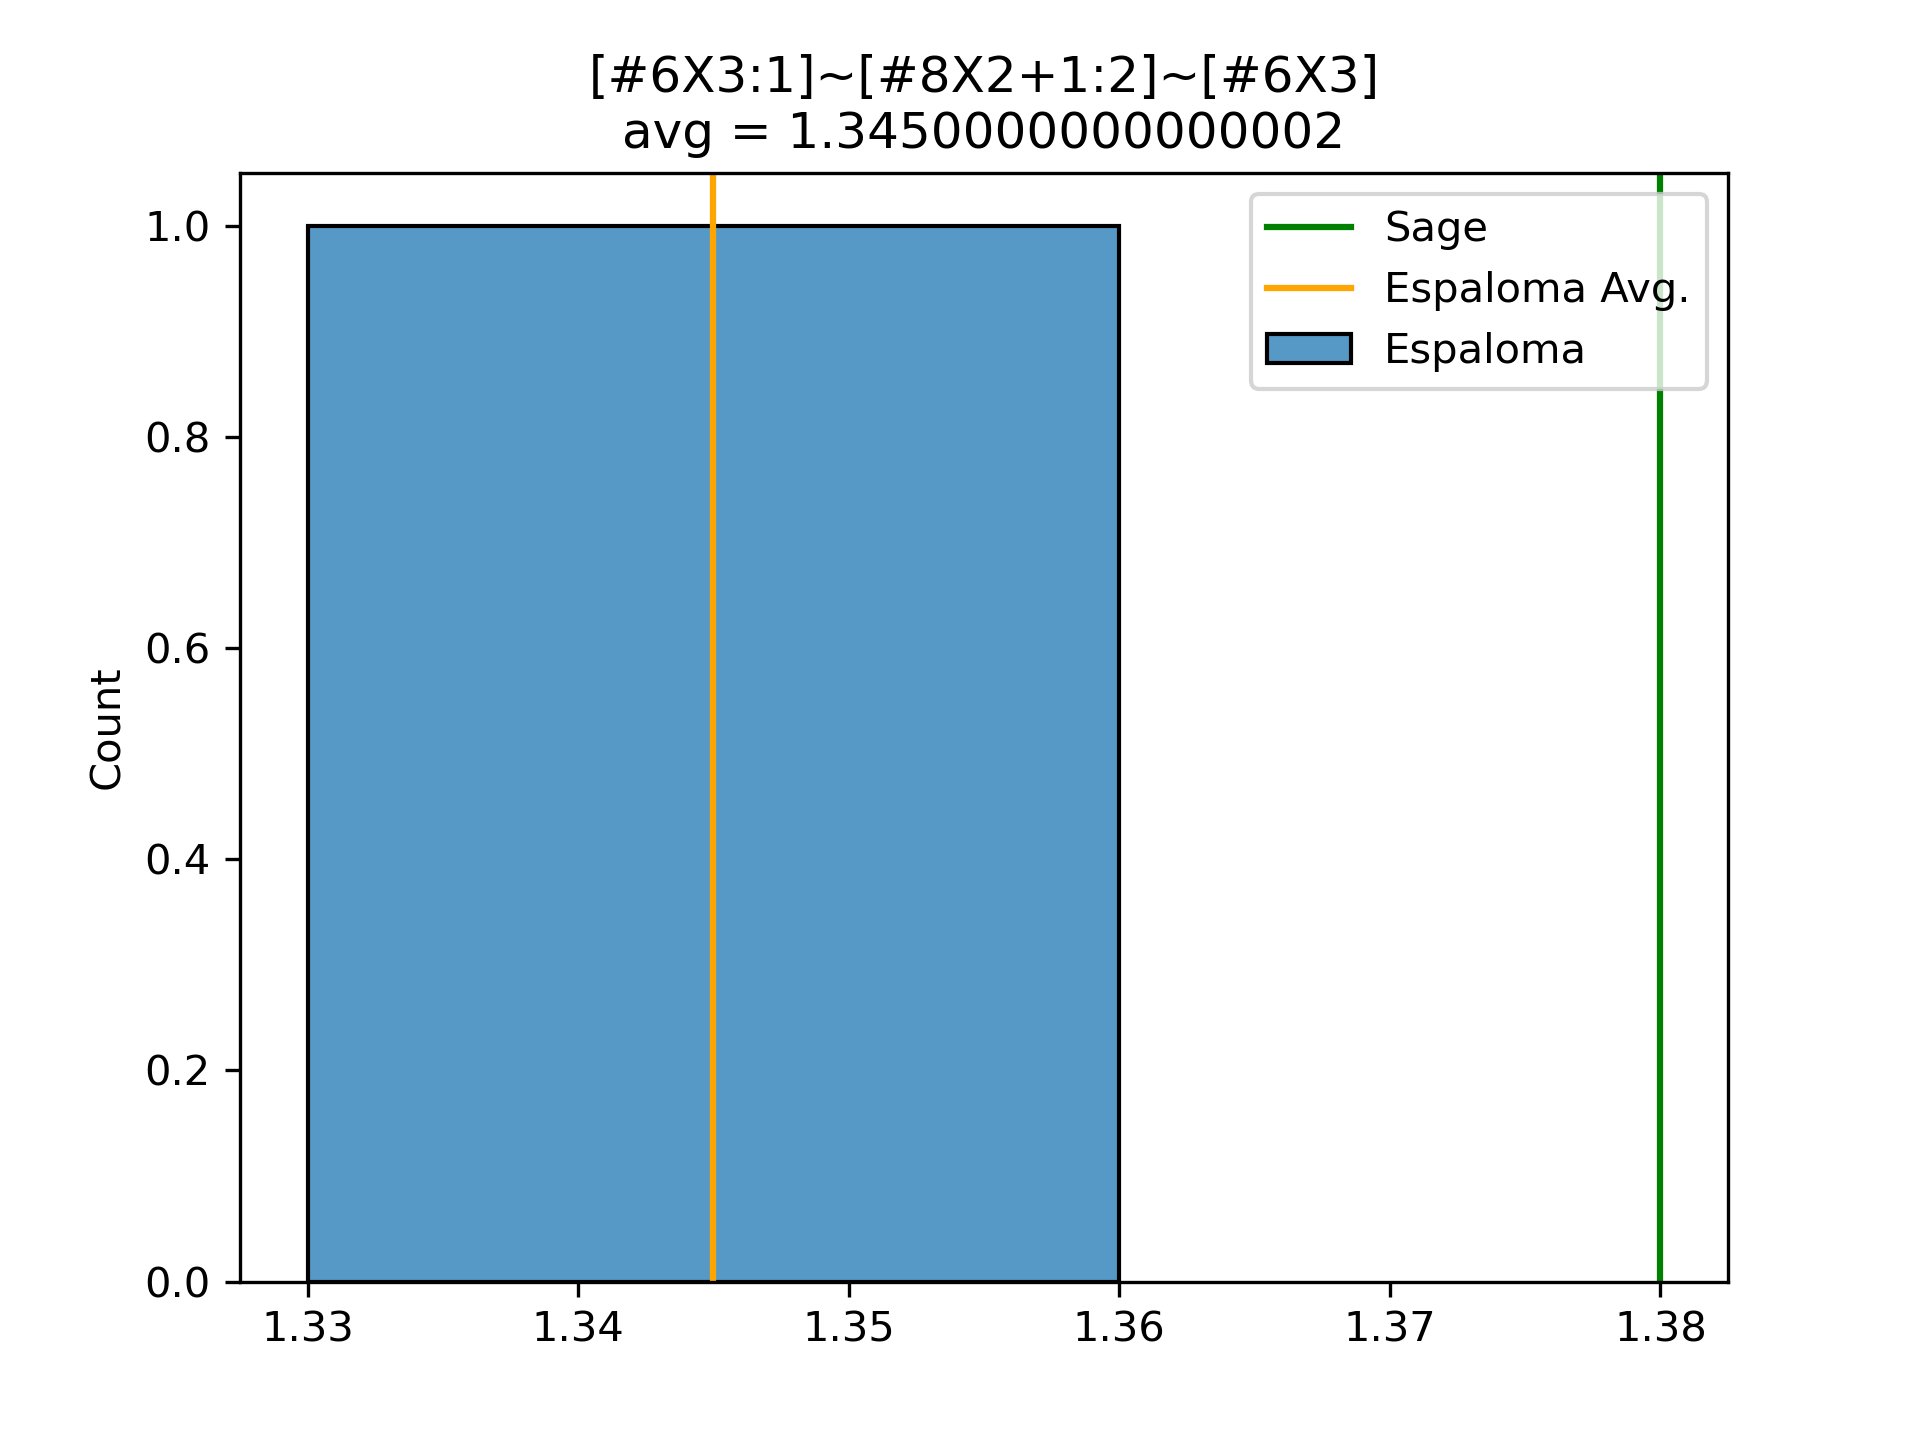 [#6X3:1]~[#8X2+1:2]~[#6X3]
avg = 1.3450000000000002
Sage
Espaloma Avg.
Espaloma
Count
1.0
0.8
0.6
0.4
0.2
0.0
1.33 1.34 1.35 1.36 1.37 1.38